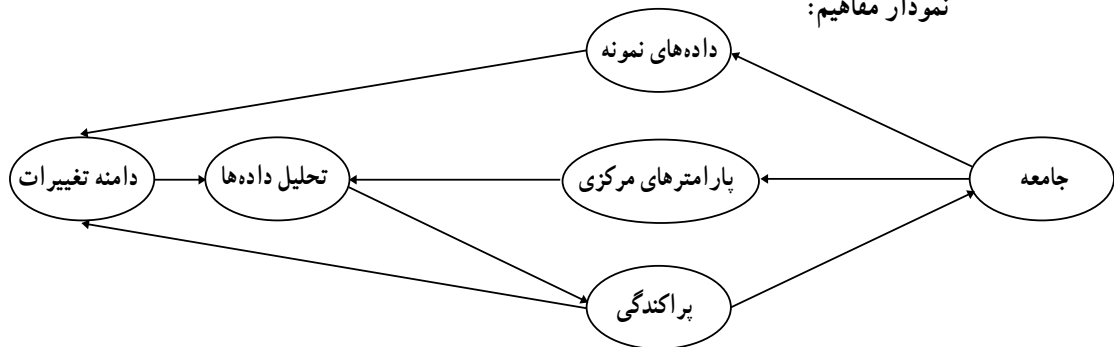 نمودار مفاهیم:
داده‌های نمونه
جامعه
پارامترهای مرکزی
تحلیل داده‌ها
دامنه تغییرات
پراکندگی